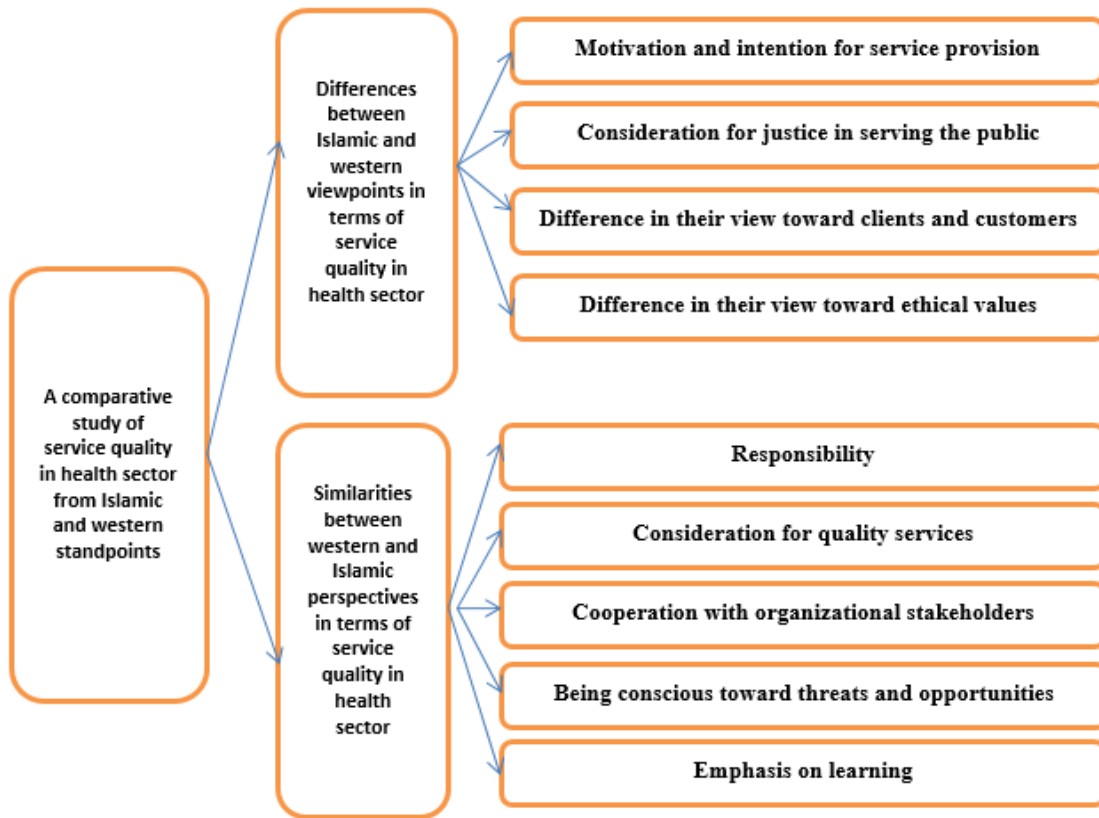 A comparative
study of
service quality
in health sector
from Islamic
and western
standpoints
Differences
between
Islamic and
western
viewpoints in
terms of
service
quality in
health sector
Motivation and intention for service provision
Consideration for justice in serving the public
Difference in their view toward clients and customers
Difference in their view toward ethical values
Similarities
between
western and
Islamic
perspectives
in terms of
service
quality in
health
sector
Responsibility
Consideration for quality services
Cooperation with organizational stakeholders
Being conscious toward threats and opportunities
Emphasis on learning